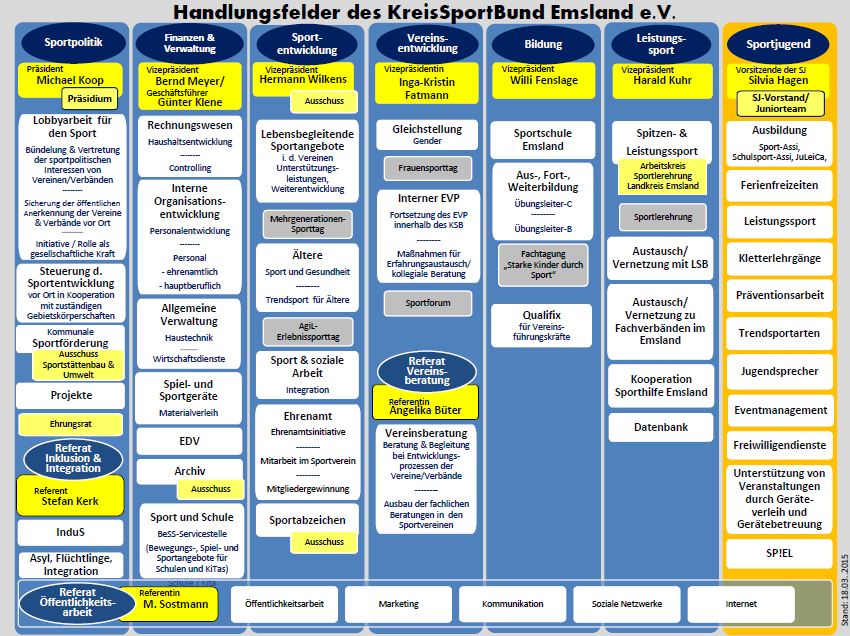 Handlungsfelder des KreisSportBund Emsland e.V.
Sportpolitik
Präsident
Michael Koop
Präsidium
Lobbyarbeit für
den Sport
Bündelung & Vertretung
der sportpolitischen
Interessen von
Vereinen/Verbänden
--------
Sicherung der öffentlichen
Anerkennung der Vereine
& Verbände vor Ort
--------
Initiative / Rolle als
gesellschaftliche Kraft
Steuerung d.
Sportentwicklung
vor Ort in Kooperation
mit zuständigen
Gebietskörperschaften
Kommunale
Sportförderung
Ausschuss
Sportstättenbau &
Umwelt
Projekte
Ehrungsrat
Referat
Inklusion &
Integration
Referent
Stefan Kerk
InduS
Asyl, Flüchtlinge,
Integration
Finanzen &
Verwaltung
Vizepräsident
Bernd Meyer/
Geschäftsführer
Günter Klene
Rechnungswesen
Haushaltsentwicklung
--------
Controlling
Interne
Organisations-
entwicklung
Personalentwicklung
--------
Personal
- ehrenamtlich
- hauptberuflich
Allgemeine
Verwaltung
Haustechnik
--------
Wirtschaftsdienste
Spiel- und
Sportgeräte
Materialverleih
EDV
Archiv
Ausschuss
Sport und Schule
BeSS-Servicestelle
(Bewegungs-, Spiel- und
Sportangebote für
Schulen und KiTas)
Schule / Kita
Sport-
entwicklung
Vizepräsident
Hermann Wilkens
Ausschuss
Lebensbegleitende
Sportangebote
i. d. Vereinen
Unterstützungs-
leistungen,
Weiterentwicklung
Mehrgenerationen-
Sporttag
Ältere
Sport und Gesundheit
--------
Trendsport für Ältere
AgiL-
Erlebnissporttag
Sport & soziale
Arbeit
Integration
Ehrenamt
Ehrenamtsinitiative
--------
Mitarbeit im Sportverein
--------
Mitgliedergewinnung
Sportabzeichen
Ausschuss
Vereins-
entwicklung
Vizepräsidentin
Inga-Kristin
Fatmann
Gleichstellung
Gender
Frauensporttag
Interner EVP
Fortsetzung des EVP
innerhalb des KSB
--------
Maßnahmen für
Erfahrungsaustausch/
kollegiale Beratung
Sportforum
Referat
Vereins-
beratung
Referentin
Angelika Büter
Vereinsberatung
Beratung & Begleitung
bei Entwicklungs-
prozessen der
Vereine/Verbände
--------
Ausbau der fachlichen
Beratungen in den
Sportvereinen
Bildung
Vizepräsident
Willi Fenslage
Sportschule
Emsland
Aus-, Fort-,
Weiterbildung
Übungsleiter-C
--------
Übungsleiter-B
Fachtagung
„Starke Kinder durch
Sport“
Qualifix
für Vereins-
führungskräfte
Leistungs-
sport
Vizepräsident
Harald Kuhr
Spitzen- &
Leistungssport
Arbeitskreis
Sportlerehrung
Landkreis Emsland
Sportlerehrung
Austausch/
Vernetzung mit LSB
Austausch/
Vernetzung zu
Fachverbänden im
Emsland
Kooperation
Sporthilfe Emsland
Datenbank
Sportjugend
Vorsitzende der SJ
Silvia Hagen
SJ-Vorstand/
Juniorteam
Ausbildung
Sport-Assi,
Schulsport-Assi, JuLeiCa,
Ferienfreizeiten
Leistungssport
Kletterlehrgänge
Präventionsarbeit
Trendsportarten
Jugendsprecher
Eventmanagement
Freiwilligendienste
Unterstützung von
Veranstaltungen
durch Geräte-
verleih und
Gerätebetreuung
SP!EL
Referat
Öffentlichkeits-
arbeit
Referentin
M. Sostmann
Öffentlichkeitsarbeit
Marketing
Kommunikation
Soziale Netzwerke
Internet
Stand: 18.03..2015